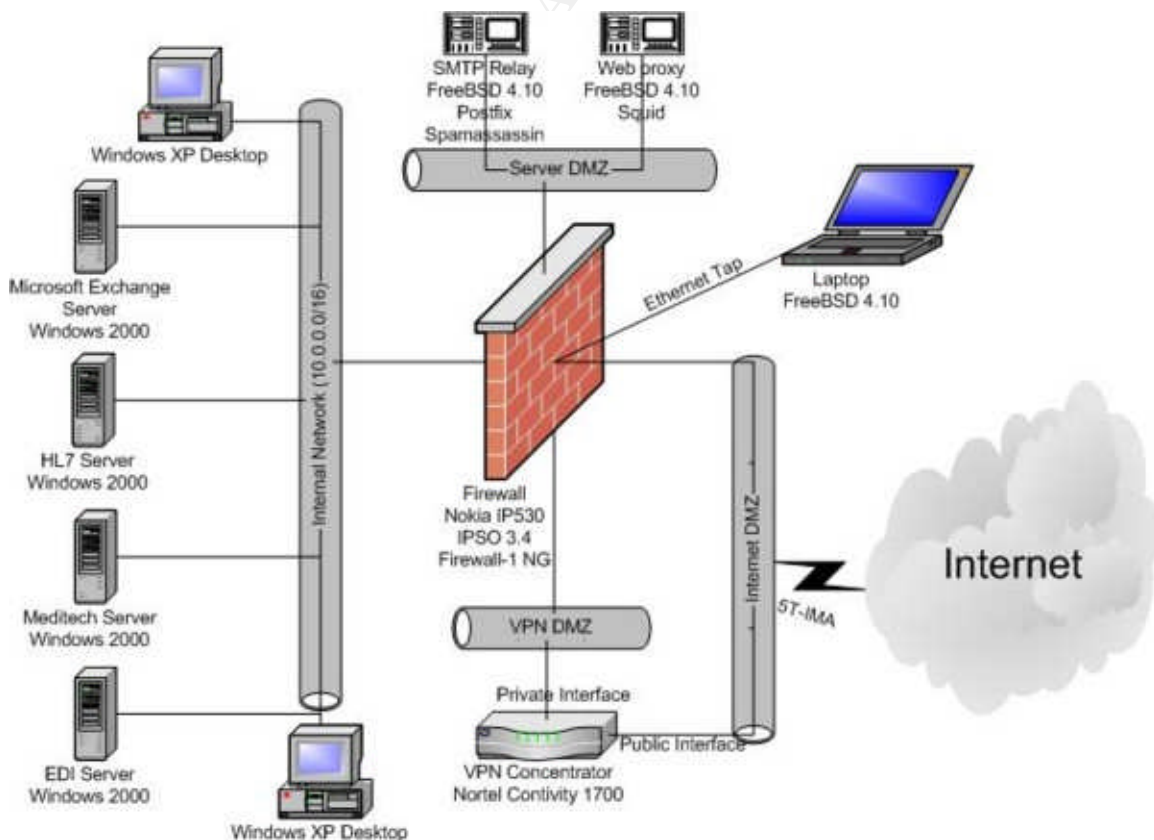 SMTP Relay
FreeBSD 4.10
Postfix
Spamassassin
Web proxy
FreeBSD 4.10
Squid
Windows XP Desktop
Server DMZ
Microsoft Exchange
Server
Windows 2000
Internal Network (10.0.0.0/16)
Ethernet Tap
Laptop
FreeBSD 4.10
HL7 Server
Windows 2000
Firewall
Nokia IP530
IPSO 3.4
Firewall-1 NG
Internet DMZ
5T-IMA
Internet
Meditech Server
Windows 2000
VPN DMZ
Private Interface
Public Interface
VPN Concentrator
Nortel Contivity 1700
EDI Server
Windows 2000
Windows XP Desktop